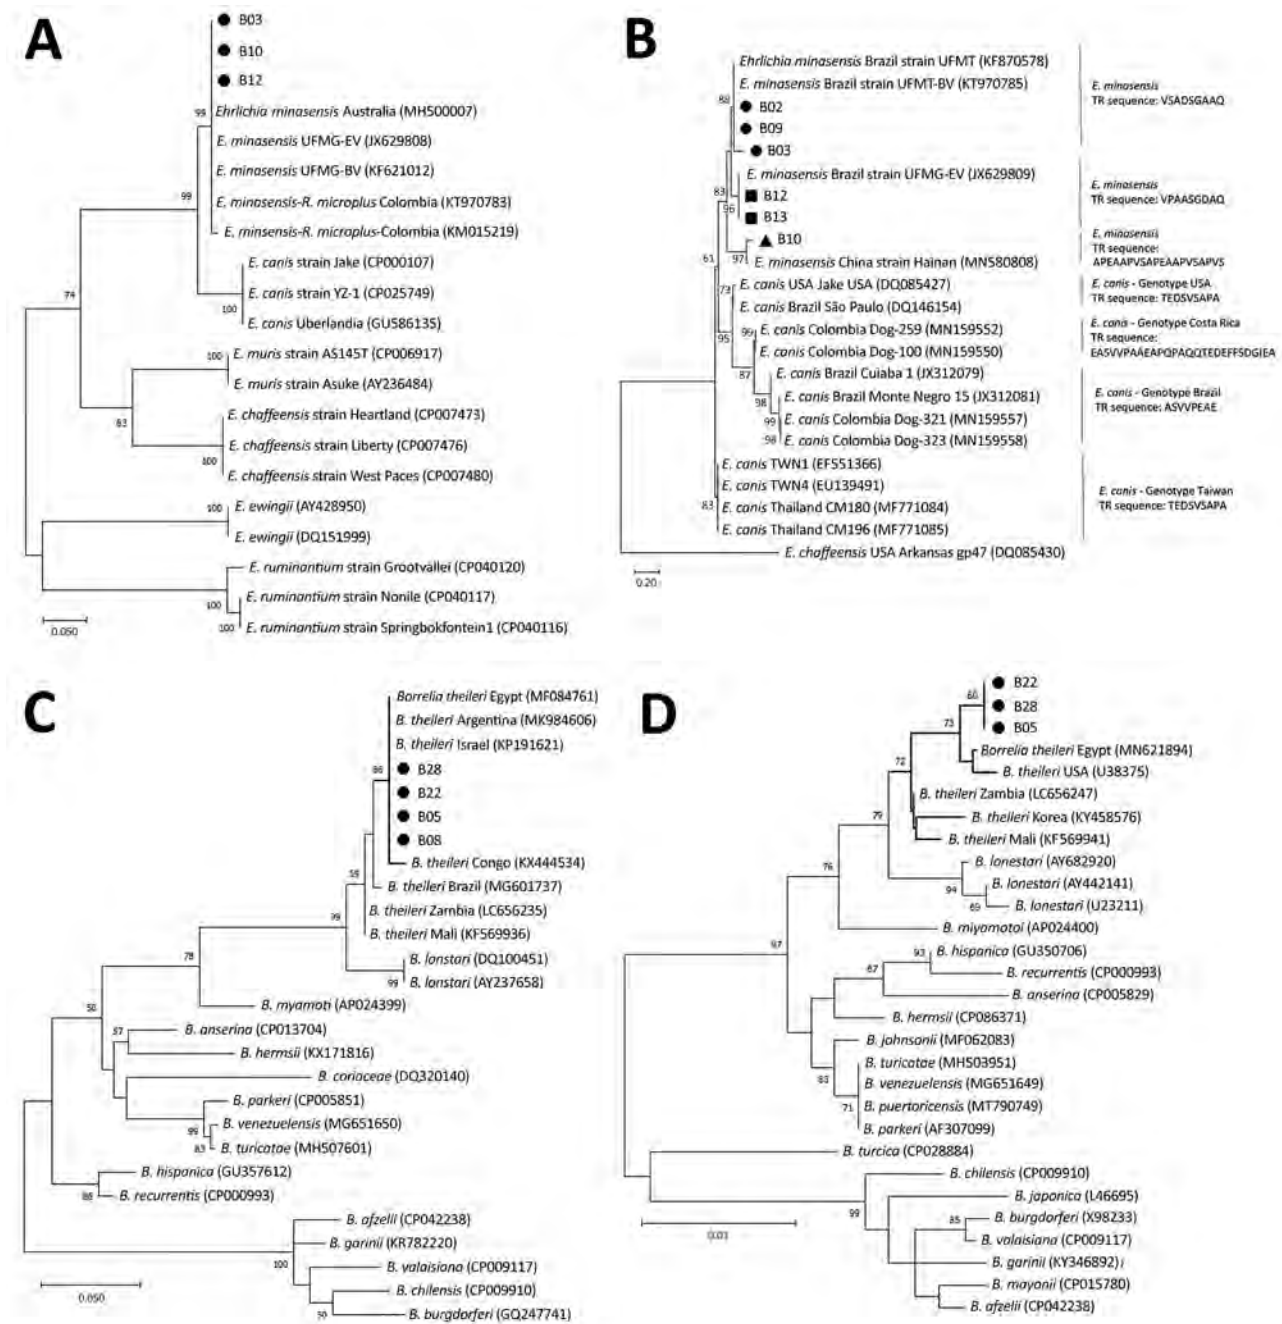 A
B03
B10
B12
99
Ehrlichia minasensis Australia (MH500007)
E. minasensis UFMG-EV (JX629808)
E. minasensis UFMG-BV (KF621012)
99
E. minasensis-R. microplus Colombia (KT970783)
E. minsensis-R. microplus-Colombia (KM015219)
E. canis strain Jake (CP000107)
74
E. canis strain YZ-1 (CP025749)
100
E. canis Uberlandia (GU586135)
100
E. muris strain AS145T (CP006917)
E. muris strain Asuke (AY236484)
E. chaffeensis strain Heartland (CP007473)
83
E. chaffeensis strain Liberty (CP007476)
100
E. chaffeensis strain West Paces (CP007480)
E. ewingii (AY428950)
100
E. ewingii (DQ151999)
E. ruminantium strain Grootvallei (CP040120)
100
E. ruminantium strain Nonile (CP040117)
100
E. ruminantium strain Springbokfontein1 (CP040116)
0.050
B
Ehrlichia minasensis Brazil strain UFMT (KF870578)
E. minasensis Brazil strain UFMT-BV (KT970785)
88
B02
B09
B03
E. minasensis Brazil strain UFMG-EV (JX629809)
83
B12
96
B13
B10
97
61
E. minasensis China strain Hainan (MN580808)
E. canis USA Jake USA (DQ085427)
73
E. canis Brazil São Paulo (DQ146154)
99
E. canis Colombia Dog-259 (MN159552)
95
E. canis Colombia Dog-100 (MN159550)
87
E. canis Brazil Cuiaba 1 (JX312079)
98
E. canis Brazil Monte Negro 15 (JX312081)
99
E. canis Colombia Dog-321 (MN159557)
98
E. canis Colombia Dog-323 (MN159558)
E. canis TWN1 (EF551366)
E. canis TWN4 (EU139491)
83
E. canis Thailand CM180 (MF771084)
E. canis Thailand CM196 (MF771085)
E. chaffeensis USA Arkansas gp47 (DQ085430)
0.20
E. minasensis
TR sequence: VSADSGAAQ
E. minasensis
TR sequence: VPAASGDAQ
E. minasensis
TR sequence:
APEAAPVSAPEAAPVSAPVS
E. canis - Genotype USA
TR sequence: TEDSVSAPA
E. canis - Genotype Costa Rica
TR sequence:
EASVVPAAEAPQPAQQTEDEFFSDGIEA
E. canis - Genotype Brazil
TR sequence: ASVVPEAE
E. canis - Genotype Taiwan
TR sequence: TEDSVSAPA
C
Borrelia theileri Egypt (MF084761)
B. theileri Argentina (MK984606)
B. theileri Israel (KP191621)
86
B28
B22
B05
B08
B. theileri Congo (KX444534)
B. theileri Brazil (MG601737)
B. theileri Zambia (LC656235)
99
B. theileri Mali (KF569936)
B. lonstari (DQ100451)
78
99
B. lonstari (AY237658)
B. myamoti (AP024399)
B. anserina (CP013704)
57
B. hermsii (KX171816)
B. coriaceae (DQ320140)
B. parkeri (CP005851)
99
B. venezuelensis (MG651650)
83
B. turicatae (MH507601)
B. hispanica (GU357612)
88
B. recurrentis (CP000993)
B. afzelii (CP042238)
B. garinii (KR782220)
100
B. valaisiana (CP009117)
B. chilensis (CP009910)
50
B. burgdorferi (GQ247741)
0.050
D
B22
B28
B05
73
Borrelia theileri Egypt (MN621894)
72
B. theileri USA (U38375)
B. theileri Zambia (LC656247)
79
B. theileri Korea (KY458576)
B. theileri Mali (KF569941)
B. lonestari (AY682920)
76
94
B. lonestari (AY442141)
69
B. lonestari (U23211)
B. miyamotoi (AP024400)
97
93
B. hispanica (GU350706)
67
B. recurrentis (CP000993)
B. anserina (CP005829)
B. hermsii (CP086371)
B. johnsonii (MF062083)
83
B. turicatae (MH503951)
B. venezuelensis (MG651649)
71
B. puertoricensis (MT790749)
B. parkeri (AF307099)
B. turcica (CP028884)
B. chilensis (CP009910)
99
B. japonica (L46695)
85
B. burgdorferi (X98233)
B. valaisiana (CP009117)
B. garinii (KY346892)
B. mayonii (CP015780)
B. afzelii (CP042238)